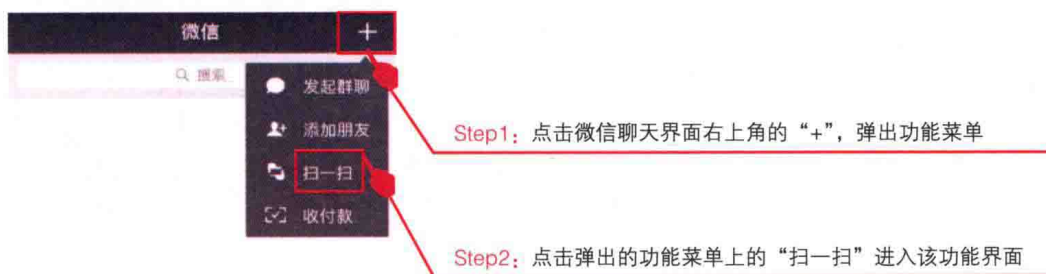 微信
搜索
发起群聊
添加朋友
Step1：点击微信聊天界面右上角的“+”，弹出功能菜单
扫一扫
收付款
Step2：点击弹出的功能菜单上的“扫一扫”进入该功能界面